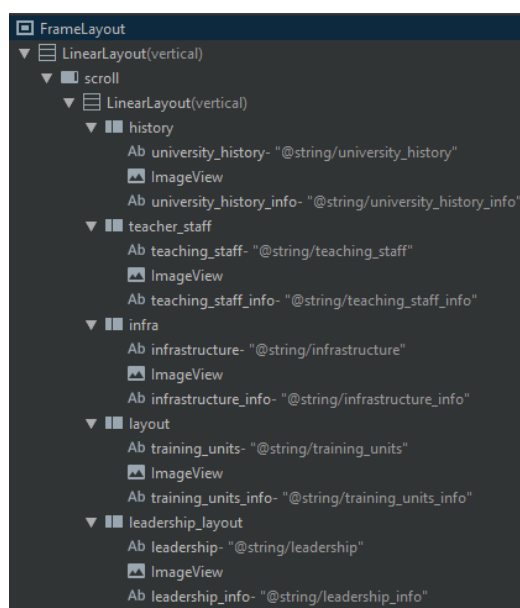 FrameLayout
LinearLayout(vertical)
scroll
LinearLayout(vertical)
history
Ab university_history- "@string/university_history"
ImageView
Ab university_history_info- "@string/university_history_info"
teacher_staff
Ab teaching_staff- "@string/teaching_staff"
ImageView
Ab teaching_staff_info- "@string/teaching_staff_info"
infra
Ab infrastructure- "@string/infrastructure"
ImageView
Ab infrastructure_info- "@string/infrastructure_info"
layout
Ab training_units- "@string/training_units"
ImageView
Ab training_units_info- "@string/training_units_info"
leadership_layout
Ab leadership- "@string/leadership"
ImageView
Ab leadership_info- "@string/leadership_info"